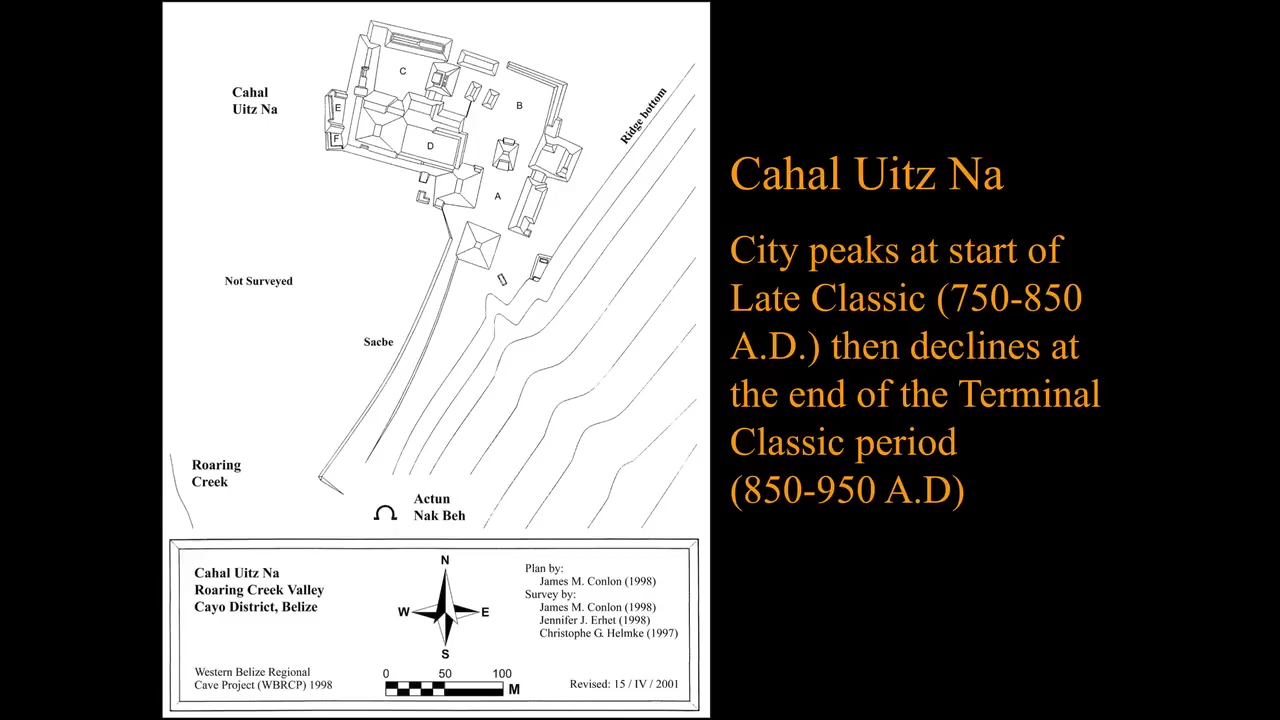 Cahal
Uitz Na
C
B
E
F
D
A
Ridge bottom
Not Surveyed
Sacbe
Roaring
Creek
Actun
Nak Beh
Cahal Uitz Na
Roaring Creek Valley
Cayo District, Belize
Western Belize Regional
Cave Project (WBRCP) 1998
N
W E
S
0 50 100
M
Plan by:
James M. Conlon (1998)
Survey by:
James M. Conlon (1998)
Jennifer J. Erhet (1998)
Christophe G. Helmke (1997)
Revised: 15 / IV / 2001
Cahal Uitz Na
City peaks at start of
Late Classic (750-850
A.D.) then declines at
the end of the Terminal
Classic period
(850-950 A.D)